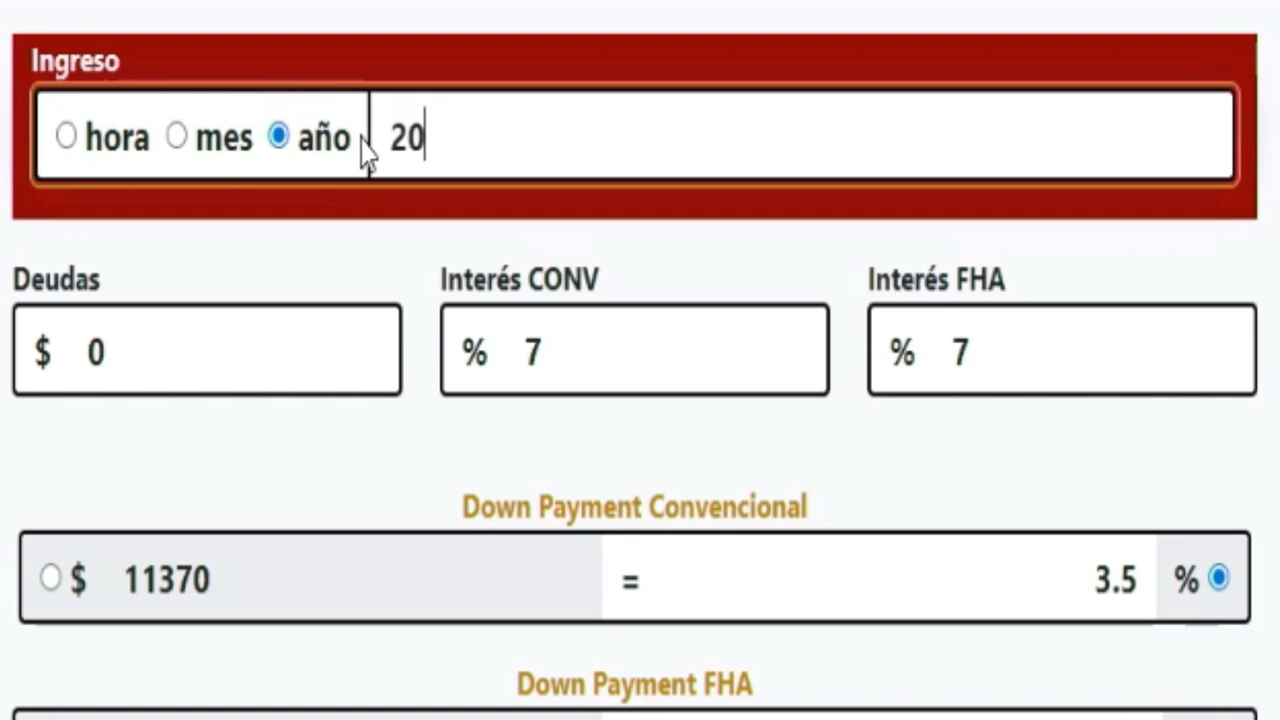 Ingreso
hora mes año 20
Deudas Interés CONV Interés FHA
$ 0 % 7 % 7
Down Payment Convencional
$ 11370 = 3.5 %
Down Payment FHA